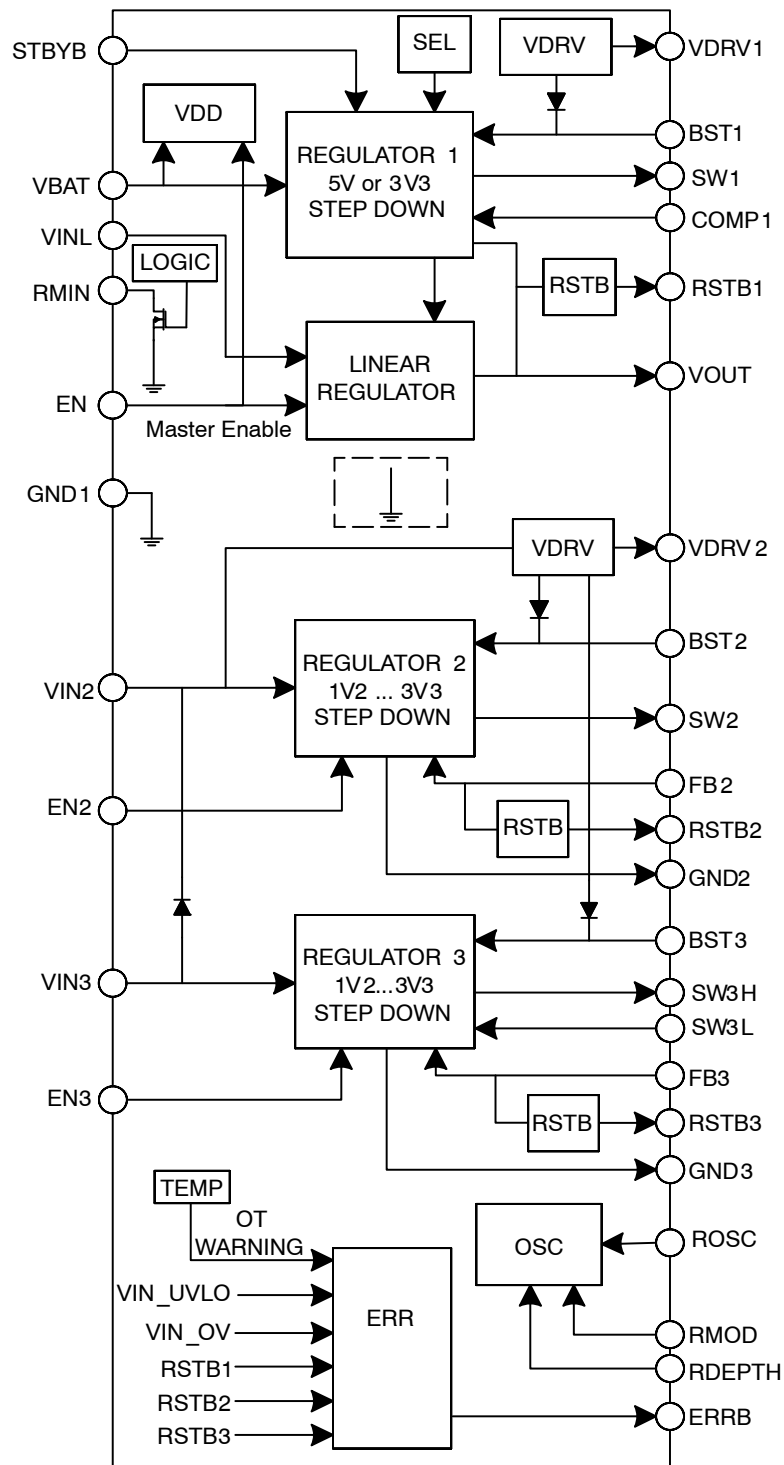 STBYB
SEL
VDRV
VDRV1
VDD
BST1
REGULATOR 1
5V or 3V3
STEP DOWN
VBAT
SW1
COMP1
VINL
LOGIC
RMIN
RSTB
RSTB1
LINEAR
REGULATOR
VOUT
EN
Master Enable
GND1
VDRV
VDRV2
BST2
REGULATOR 2
1V2 ... 3V3
STEP DOWN
VIN2
SW2
FB2
EN2
RSTB
RSTB2
GND2
BST3
REGULATOR 3
1V2...3V3
STEP DOWN
VIN3
SW3H
SW3L
FB3
EN3
RSTB
RSTB3
GND3
TEMP
OT
WARNING
OSC
ROSC
VIN_UVLO
ERR
VIN_OV
RMOD
RSTB1
RDEPTH
RSTB2
ERRB
RSTB3